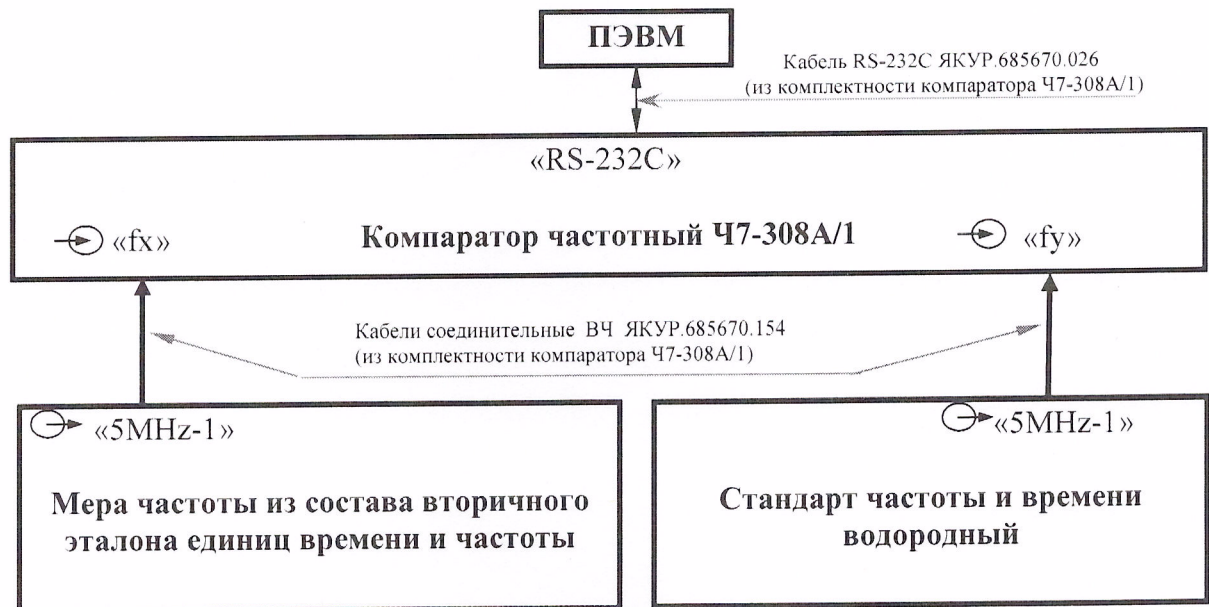 ПЭВМ
Кабель RS-232C ЯКУР.685670.026
(из комплектности компаратора Ч7-308А/1)
«RS-232C»
«fx»
Компаратор частотный Ч7-308А/1
«fy»
Кабели соединительные ВЧ ЯКУР.685670.154
(из комплектности компаратора Ч7-308А/1)
«5MHz-1»
«5MHz-1»
Мера частоты из состава вторичного
эталона единиц времени и частоты
Стандарт частоты и времени
водородный